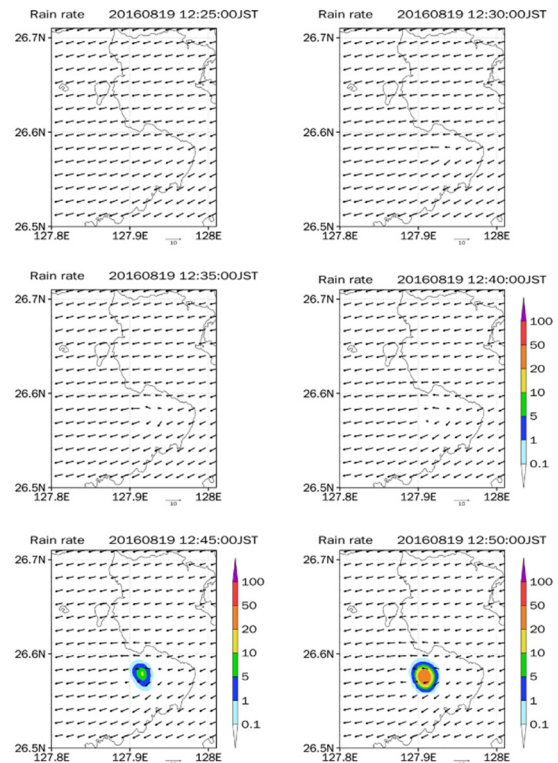 Rain rate 20160819 12:25:00JST
26.7N
26.6N
26.5N
127.8E 127.9E 128E
10
Rain rate 20160819 12:30:00JST
26.7N
26.6N
26.5N
127.8E 127.9E 128E
10
Rain rate 20160819 12:35:00JST
26.7N
26.6N
26.5N
127.8E 127.9E 128E
10
Rain rate 20160819 12:40:00JST
26.7N
26.6N
26.5N
127.8E 127.9E 128E
10
100
50
20
10
5
1
0.1
Rain rate 20160819 12:45:00JST
26.7N
26.6N
26.5N
127.8E 127.9E 128E
10
100
50
20
10
5
1
0.1
Rain rate 20160819 12:50:00JST
26.7N
26.6N
26.5N
127.8E 127.9E 128E
10
100
50
20
10
5
1
0.1